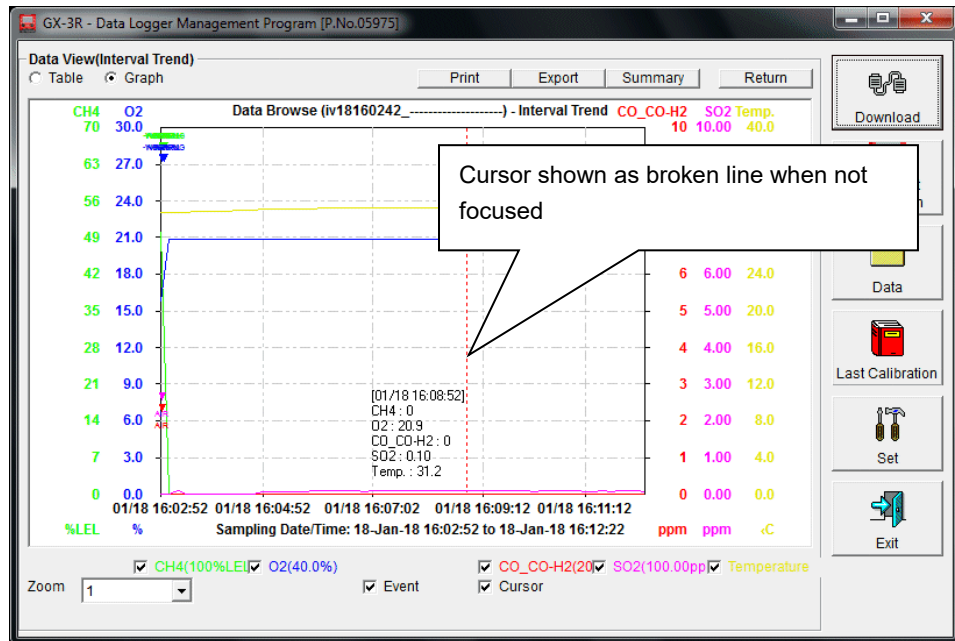 GX-3R - Data Logger Management Program [P.No.05975]
Data View(Interval Trend)
Table Graph Print Export Summary Return
Download
Data Browse (iv18160242_--------------------) - Interval Trend
CH4 O2 CO_CO-H2 SO2 Temp.
70 30.0 10 10.00 40.0
63 27.0
56 24.0
49 21.0
42 18.0 6 6.00 24.0
35 15.0 5 5.00 20.0
28 12.0 4 4.00 16.0
21 9.0 3 3.00 12.0
14 6.0 2 2.00 8.0
7 3.0 1 1.00 4.0
0 0.0 0 0.00 0.0
Cursor shown as broken line when not
focused
[01/18 16:08:52]
CH4 : 0
O2 : 20.9
CO_CO-H2 : 0
SO2 : 0.10
Temp. : 31.2
01/18 16:02:52 01/18 16:04:52 01/18 16:07:02 01/18 16:09:12 01/18 16:11:12
%LEL % Sampling Date/Time: 18-Jan-18 16:02:52 to 18-Jan-18 16:12:22 ppm ppm ‹C
CH4(100%LEL O2(40.0%) CO_CO-H2(20 SO2(100.00pp Temperature
Zoom 1 Event Cursor
Data
Last Calibration
Set
Exit